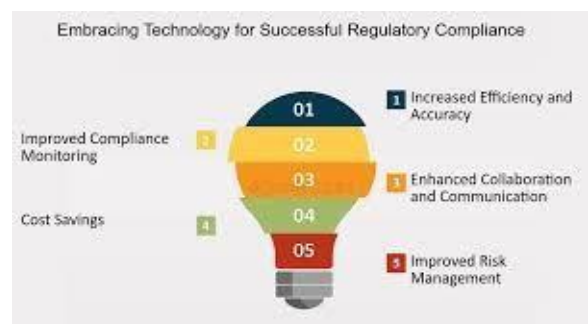 Embracing Technology for Successful Regulatory Compliance
01
1 Increased Efficiency and
Accuracy
Improved Compliance
Monitoring
2
02
03
3 Enhanced Collaboration
and Communication
Cost Savings
4
04
05
5 Improved Risk
Management